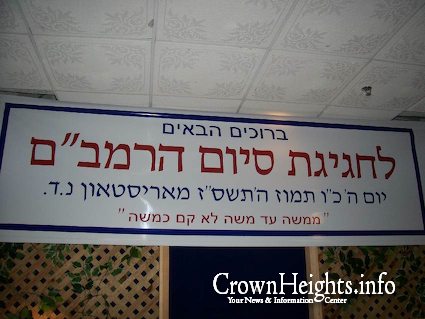 ברוכים הבאים
לחגיגת סיום הרמב"ם
יום ה' כ"ו תמוז ה'תשס"ז מאריסטאון נ.ד.
"ממשה עד משה לא קם כמשה"
CrownHeights.info
Your News & Information Center